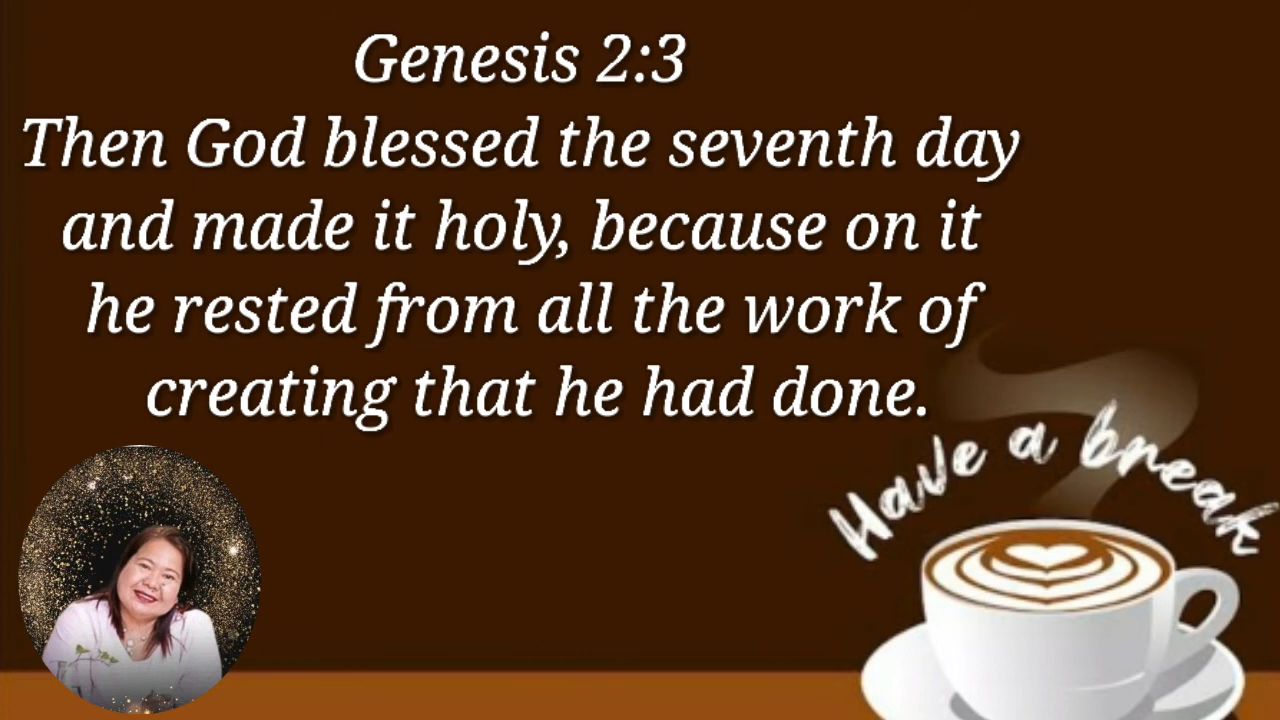 Genesis 2:3
Then God blessed the seventh day
and made it holy, because on it
he rested from all the work of
creating that he had done.
Have a break